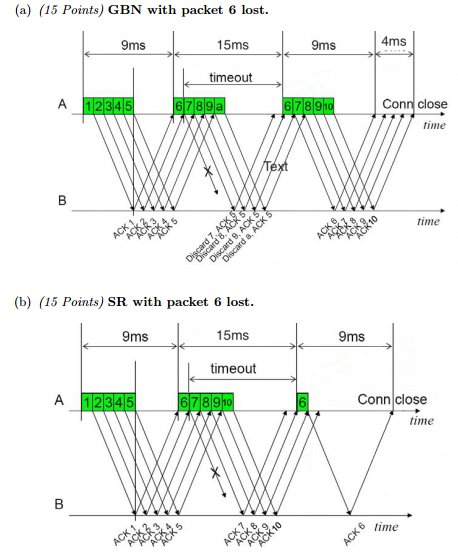 (a) (15 Points) GBN with packet 6 lost.
9ms 15ms 9ms 4ms
timeout
A 1 2 3 4 5 6 7 8 9 a 6 7 8 9 10 Conn close
time
X
Text
B time
ACK 1 ACK 2 ACK 3 ACK 4 ACK 5 Discard 7, ACK 5 Discard 8, ACK 5 Discard 9, ACK 5 Discard a, ACK 5 ACK 6 ACK 7 ACK 8 ACK 9 ACK10
(b) (15 Points) SR with packet 6 lost.
9ms 15ms 9ms
timeout
A 1 2 3 4 5 6 7 8 9 10 6 Conn close
time
X
B
ACK 1 ACK 2 ACK 3 ACK 4 ACK 5 ACK 7 ACK 8 ACK 9 ACK10 ACK 6 time